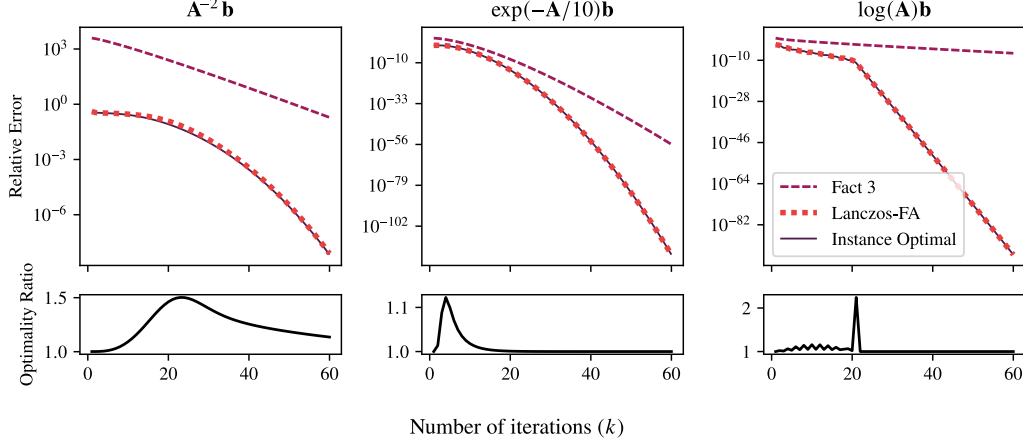 A⁻² b
exp(−A/10)b
log(A)b
Relative Error
10³
10⁰
10⁻³
10⁻⁶
10⁻¹⁰
10⁻³³
10⁻⁵⁶
10⁻⁷⁹
10⁻¹⁰²
10⁻¹⁰
10⁻²⁸
10⁻⁴⁶
10⁻⁶⁴
10⁻⁸²
Fact 3
Lanczos-FA
Instance Optimal
Optimality Ratio
1.5
1.0
1.1
1.0
2
1
0 20 40 60
0 20 40 60
0 20 40 60
Number of iterations (k)